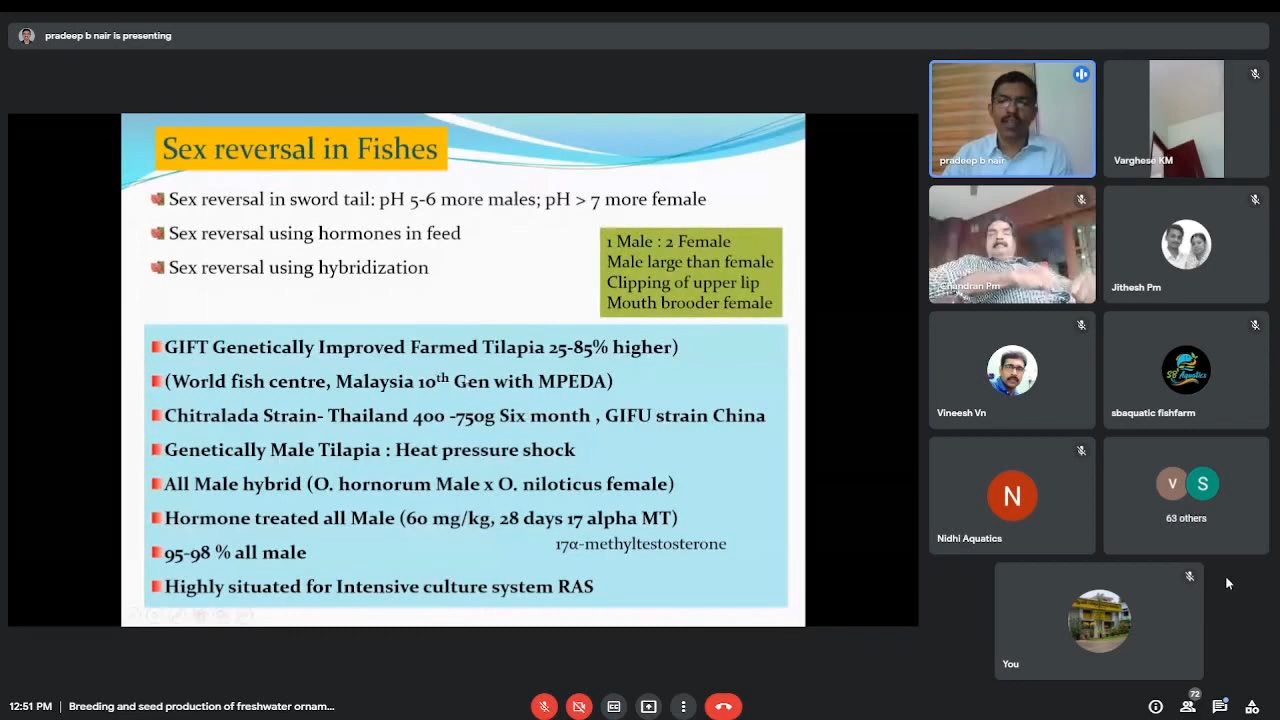 pradeep b nair is presenting
Sex reversal in Fishes
Sex reversal in sword tail: pH 5-6 more males; pH > 7 more female
Sex reversal using hormones in feed
Sex reversal using hybridization
1 Male : 2 Female
Male large than female
Clipping of upper lip
Mouth brooder female
GIFT Genetically Improved Farmed Tilapia 25-85% higher)
(World fish centre, Malaysia 10th Gen with MPEDA)
Chitralada Strain- Thailand 400 -750g Six month , GIFU strain China
Genetically Male Tilapia : Heat pressure shock
All Male hybrid (O. hornorum Male x O. niloticus female)
Hormone treated all Male (60 mg/kg, 28 days 17 alpha MT)
17α-methyltestosterone
95-98 % all male
Highly situated for Intensive culture system RAS
pradeep b nair
Varghese KM
Chandran Pm
Jithesh Pm
Vineesh Vn
SB Aquatics
sbaquatic fishfarm
N
Nidhi Aquatics
V S
63 others
You
12:51 PM | Breeding and seed production of freshwater ornam...
72